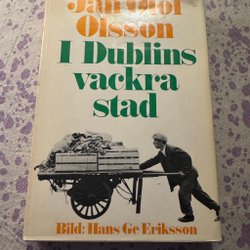 Jan Olof
Olsson
I Dublins
vackra
stad
Bild: Hans Ge Eriksson